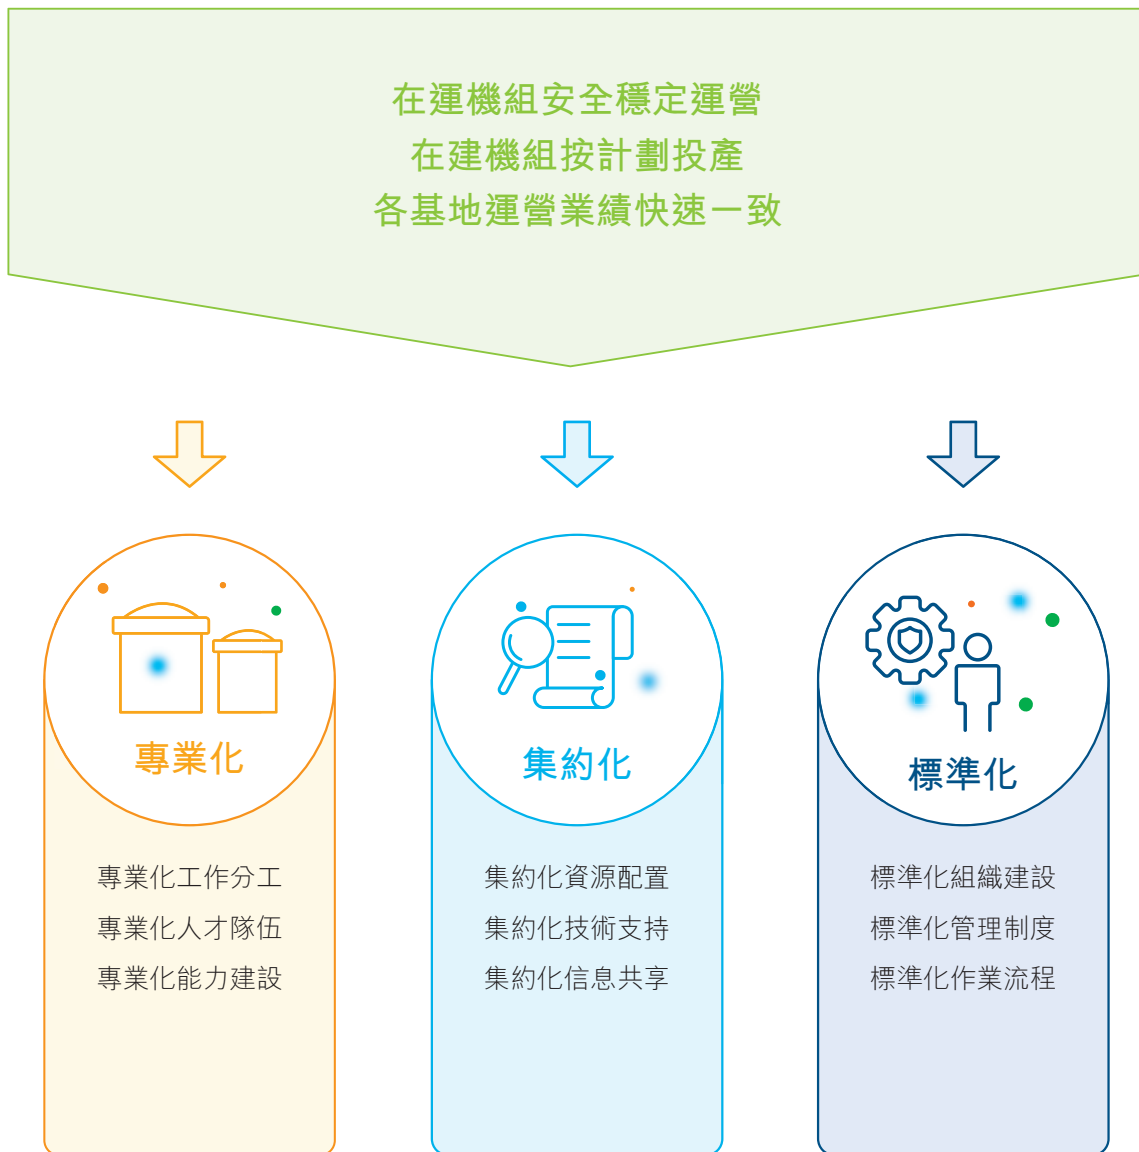 在運機組安全穩定運營
在建機組按計劃投產
各基地運營業績快速一致
專業化
專業化工作分工
專業化人才隊伍
專業化能力建設
集約化
集約化資源配置
集約化技術支持
集約化信息共享
標準化
標準化組織建設
標準化管理制度
標準化作業流程